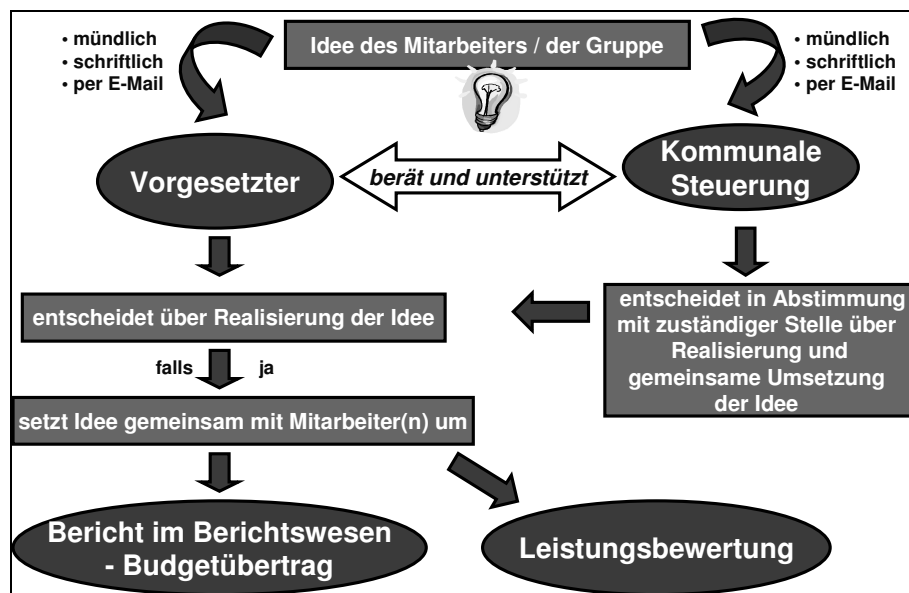 • mündlich
• schriftlich
• per E-Mail
Idee des Mitarbeiters / der Gruppe
• mündlich
• schriftlich
• per E-Mail
Vorgesetzter
berät und unterstützt
Kommunale
Steuerung
entscheidet über Realisierung der Idee
entscheidet in Abstimmung
mit zuständiger Stelle über
Realisierung und
gemeinsame Umsetzung
der Idee
falls ja
setzt Idee gemeinsam mit Mitarbeiter(n) um
Bericht im Berichtswesen
- Budgetübertrag
Leistungsbewertung